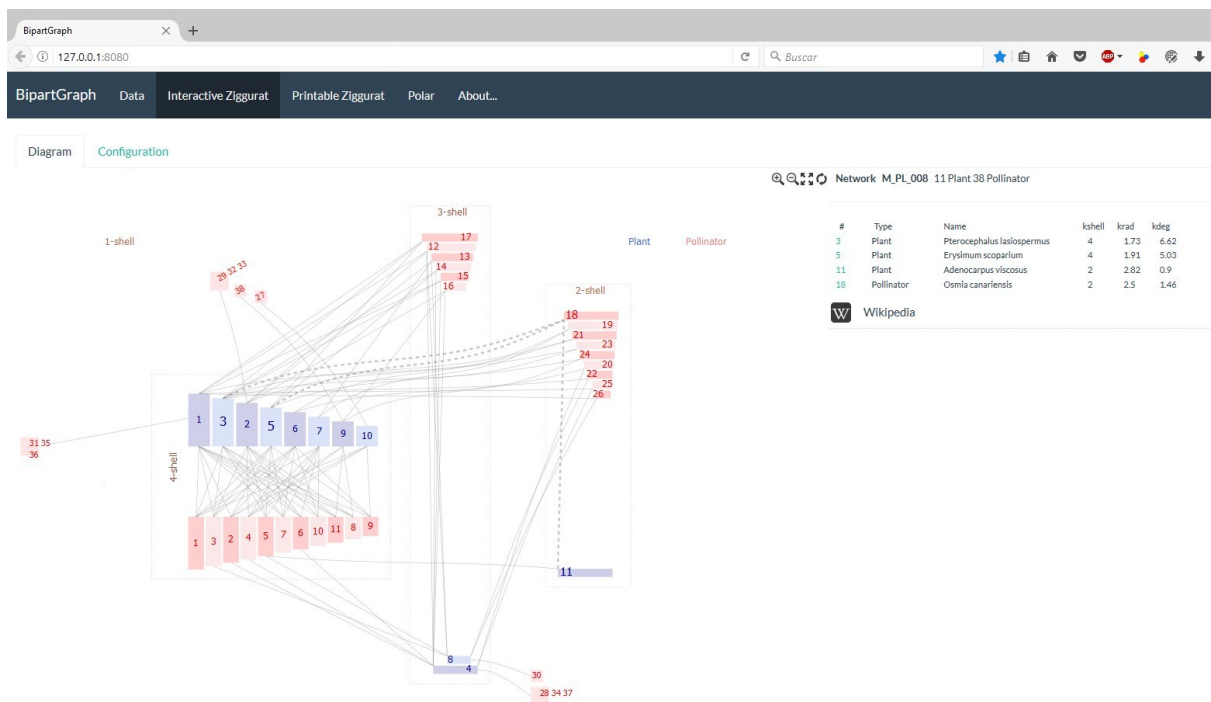 BipartGraph
127.0.0.1:8080
Buscar
ABP
BipartGraph Data Interactive Ziggurat Printable Ziggurat Polar About...
Diagram Configuration
Network M_PL_008 11 Plant 38 Pollinator
# Type Name kshell krad kdeg
3 Plant Pterocephalus lasiospermus 4 1.73 6.62
5 Plant Erysimum scoparium 4 1.91 5.03
11 Plant Adenocarpus viscosus 2 2.82 0.9
18 Pollinator Osmia canariensis 2 2.5 1.46
W Wikipedia
3-shell
1-shell
Plant Pollinator
17
12
13
14
15
16
29 32 33
38
27
2-shell
18
19
21
23
24
20
22
25
26
1 3 2 5 6 7 9 10
31 35
36
4-shell
1 3 2 4 5 7 6 10 11 8 9
11
8
4
30
28 34 37